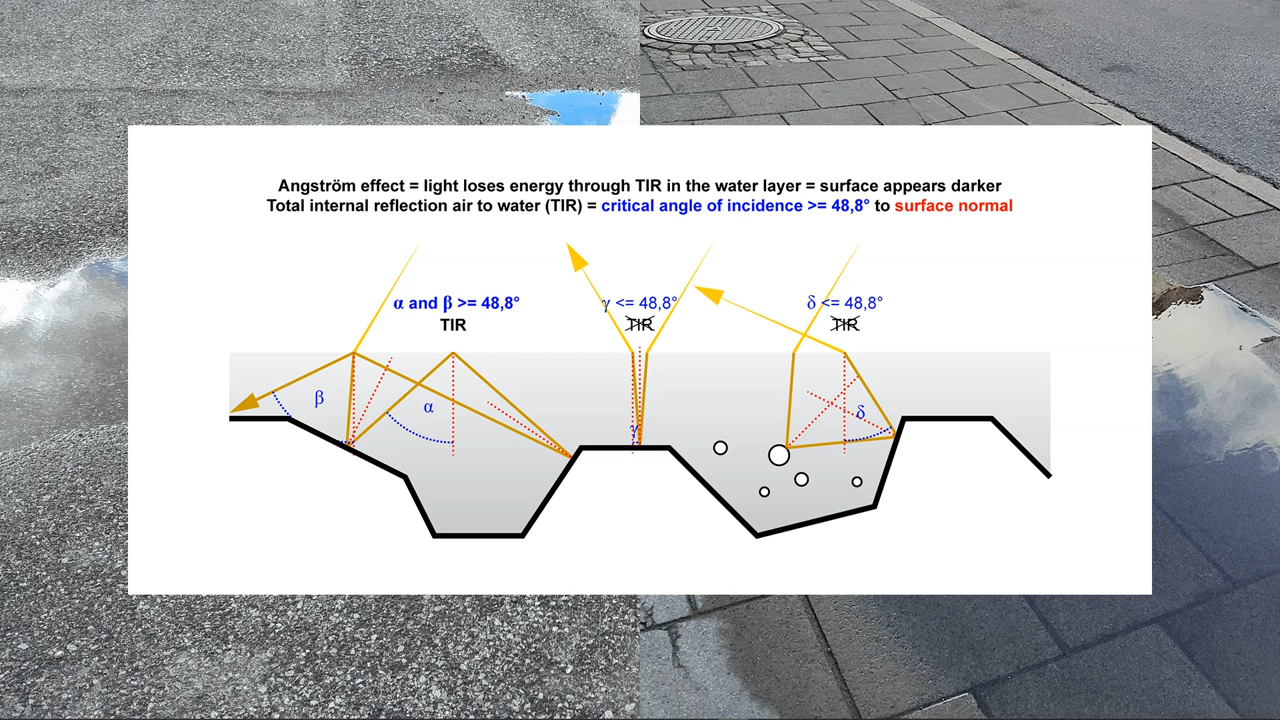 Angström effect = light loses energy through TIR in the water layer = surface appears darker
Total internal reflection air to water (TIR) = critical angle of incidence >= 48,8° to surface normal
α and β >= 48,8°
TIR
γ <= 48,8°
TIR
δ <= 48,8°
TIR
β
α
γ
δ